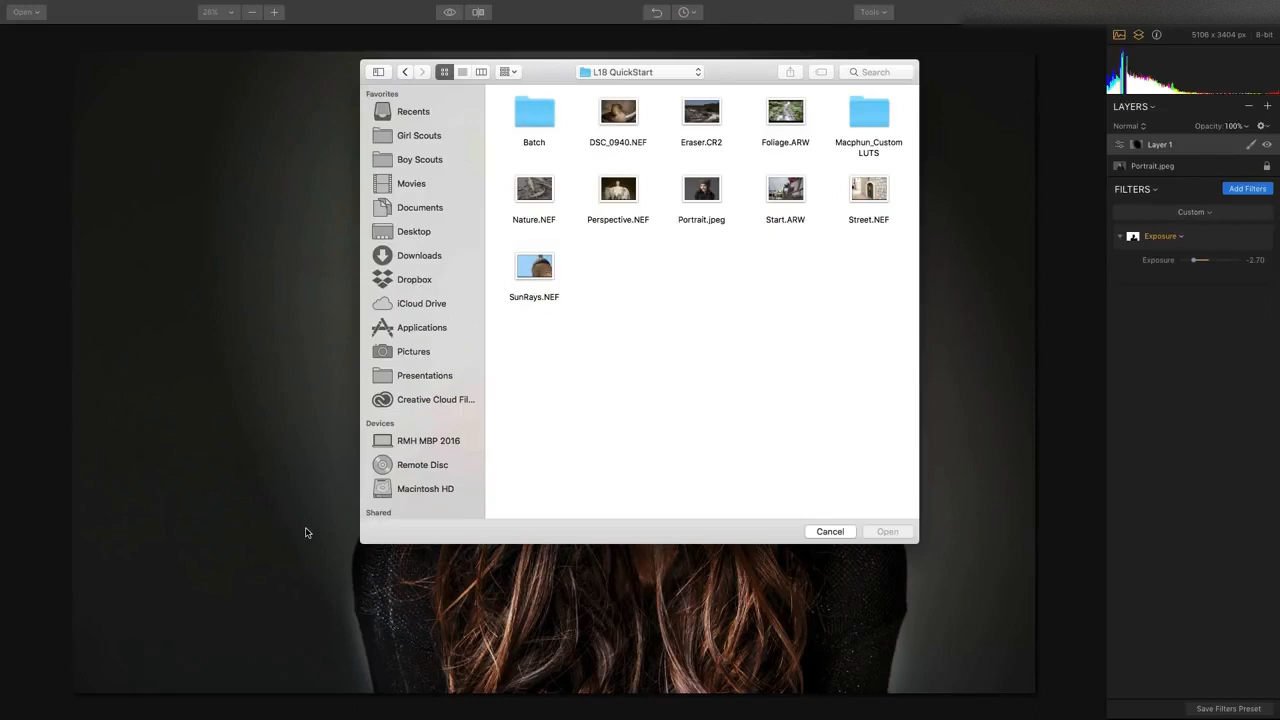 Open
28%
Tools
5106 x 3404 px 8-bit
L18 QuickStart
Search
Favorites
Recents
Girl Scouts
Boy Scouts
Movies
Documents
Desktop
Downloads
Dropbox
iCloud Drive
Applications
Pictures
Presentations
Creative Cloud Fil...
Devices
RMH MBP 2016
Remote Disc
Macintosh HD
Shared
Batch
DSC_0940.NEF
Eraser.CR2
Foliage.ARW
Macphun_Custom
LUTS
Nature.NEF
Perspective.NEF
Portrait.jpeg
Start.ARW
Street.NEF
SunRays.NEF
Cancel
Open
LAYERS
Normal
Opacity: 100%
Layer 1
Portrait.jpeg
FILTERS
Add Filters
Custom
Exposure
Exposure -2.70
Save Filters Preset